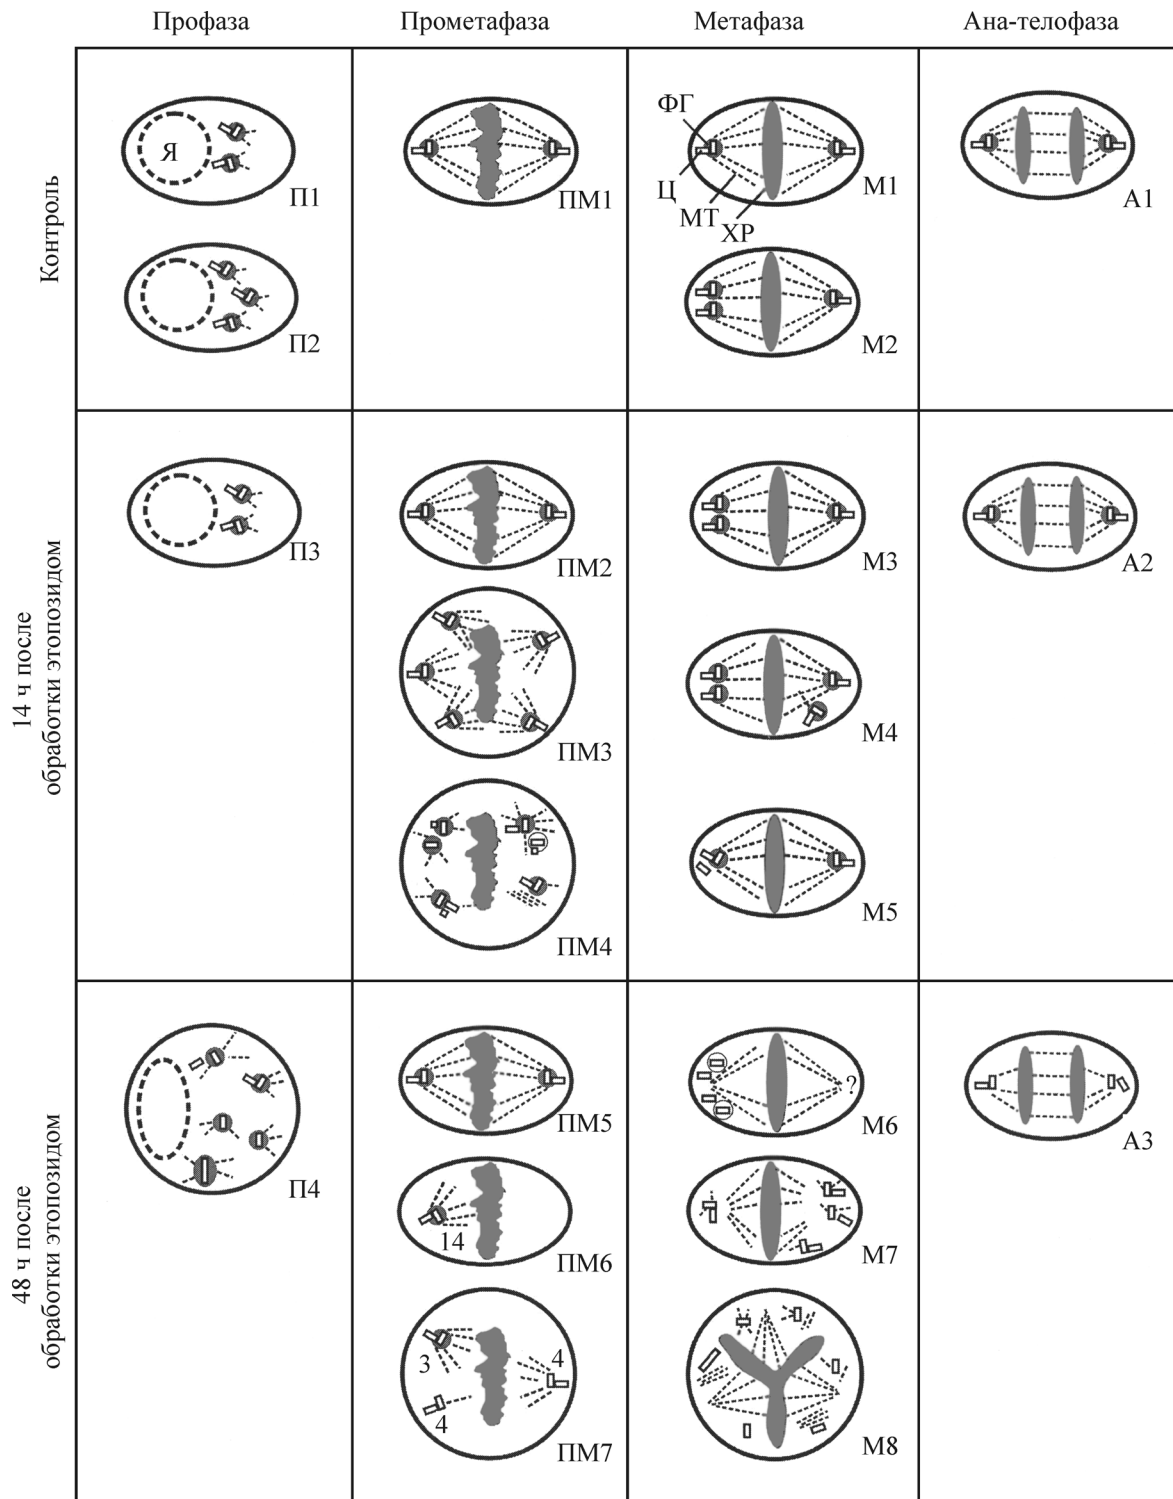 Профаза Прометафаза Метафаза Ана-телофаза
Контроль
Я
П1
ПМ1
ФГ
Ц
МТ
ХР
М1
А1
П2
М2
14 ч после
обработки этопозидом
П3
ПМ2
М3
А2
ПМ3
М4
ПМ4
М5
48 ч после
обработки этопозидом
П4
ПМ5
?
М6
А3
14
ПМ6
М7
3
4
4
ПМ7
М8